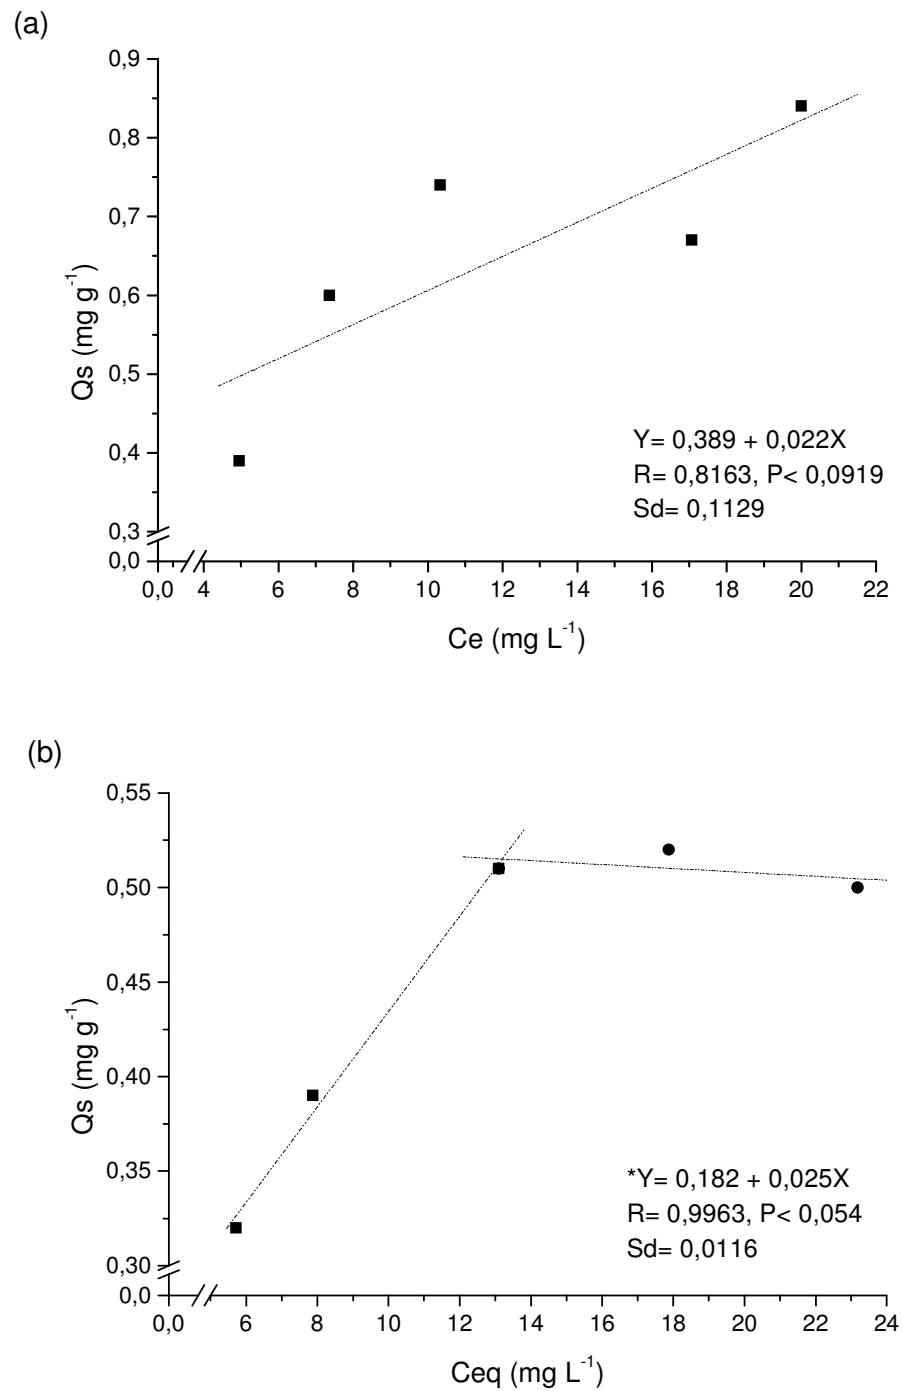 (a)
0,9
0,8
0,7
0,6
0,5
0,4
0,3
0,0
Qs (mg g⁻¹)
Y= 0,389 + 0,022X
R= 0,8163, P< 0,0919
Sd= 0,1129
0,0 4 6 8 10 12 14 16 18 20 22
Ce (mg L⁻¹)
(b)
0,55
0,50
0,45
0,40
0,35
0,30
0,0
Qs (mg g⁻¹)
*Y= 0,182 + 0,025X
R= 0,9963, P< 0,054
Sd= 0,0116
0,0 6 8 10 12 14 16 18 20 22 24
Ceq (mg L⁻¹)